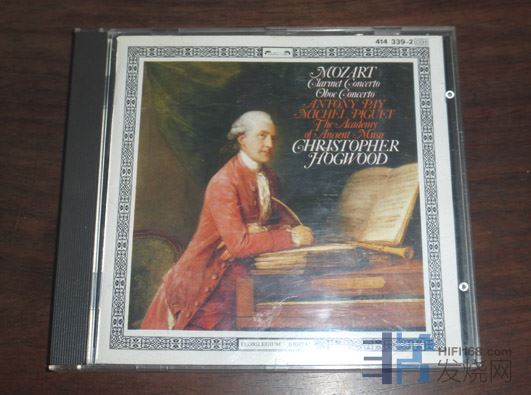 414 339-2
MOZART
Clarinet Concerto
Oboe Concerto
ANTONY PAY
MICHEL PIGUET
The Academy
of Ancient Music
CHRISTOPHER
HOGWOOD
FLORILEGIUM
HIFI168.com
发烧网